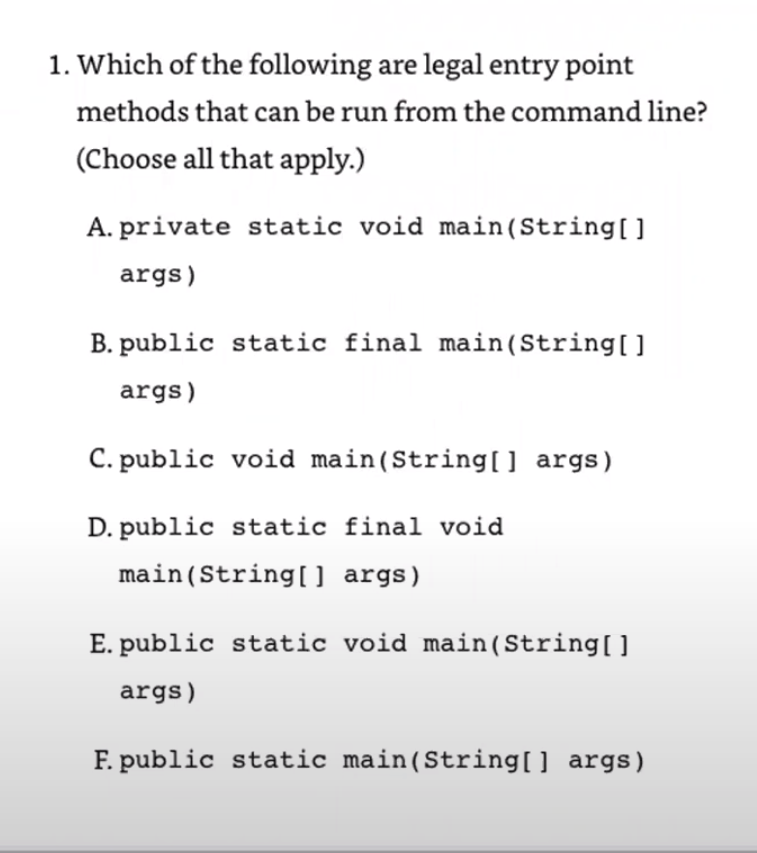 1. Which of the following are legal entry point
methods that can be run from the command line?
(Choose all that apply.)
A. private static void main(String[]
args)
B. public static final main(String[]
args)
C. public void main(String[] args)
D. public static final void
main(String[] args)
E. public static void main(String[]
args)
F. public static main(String[] args)